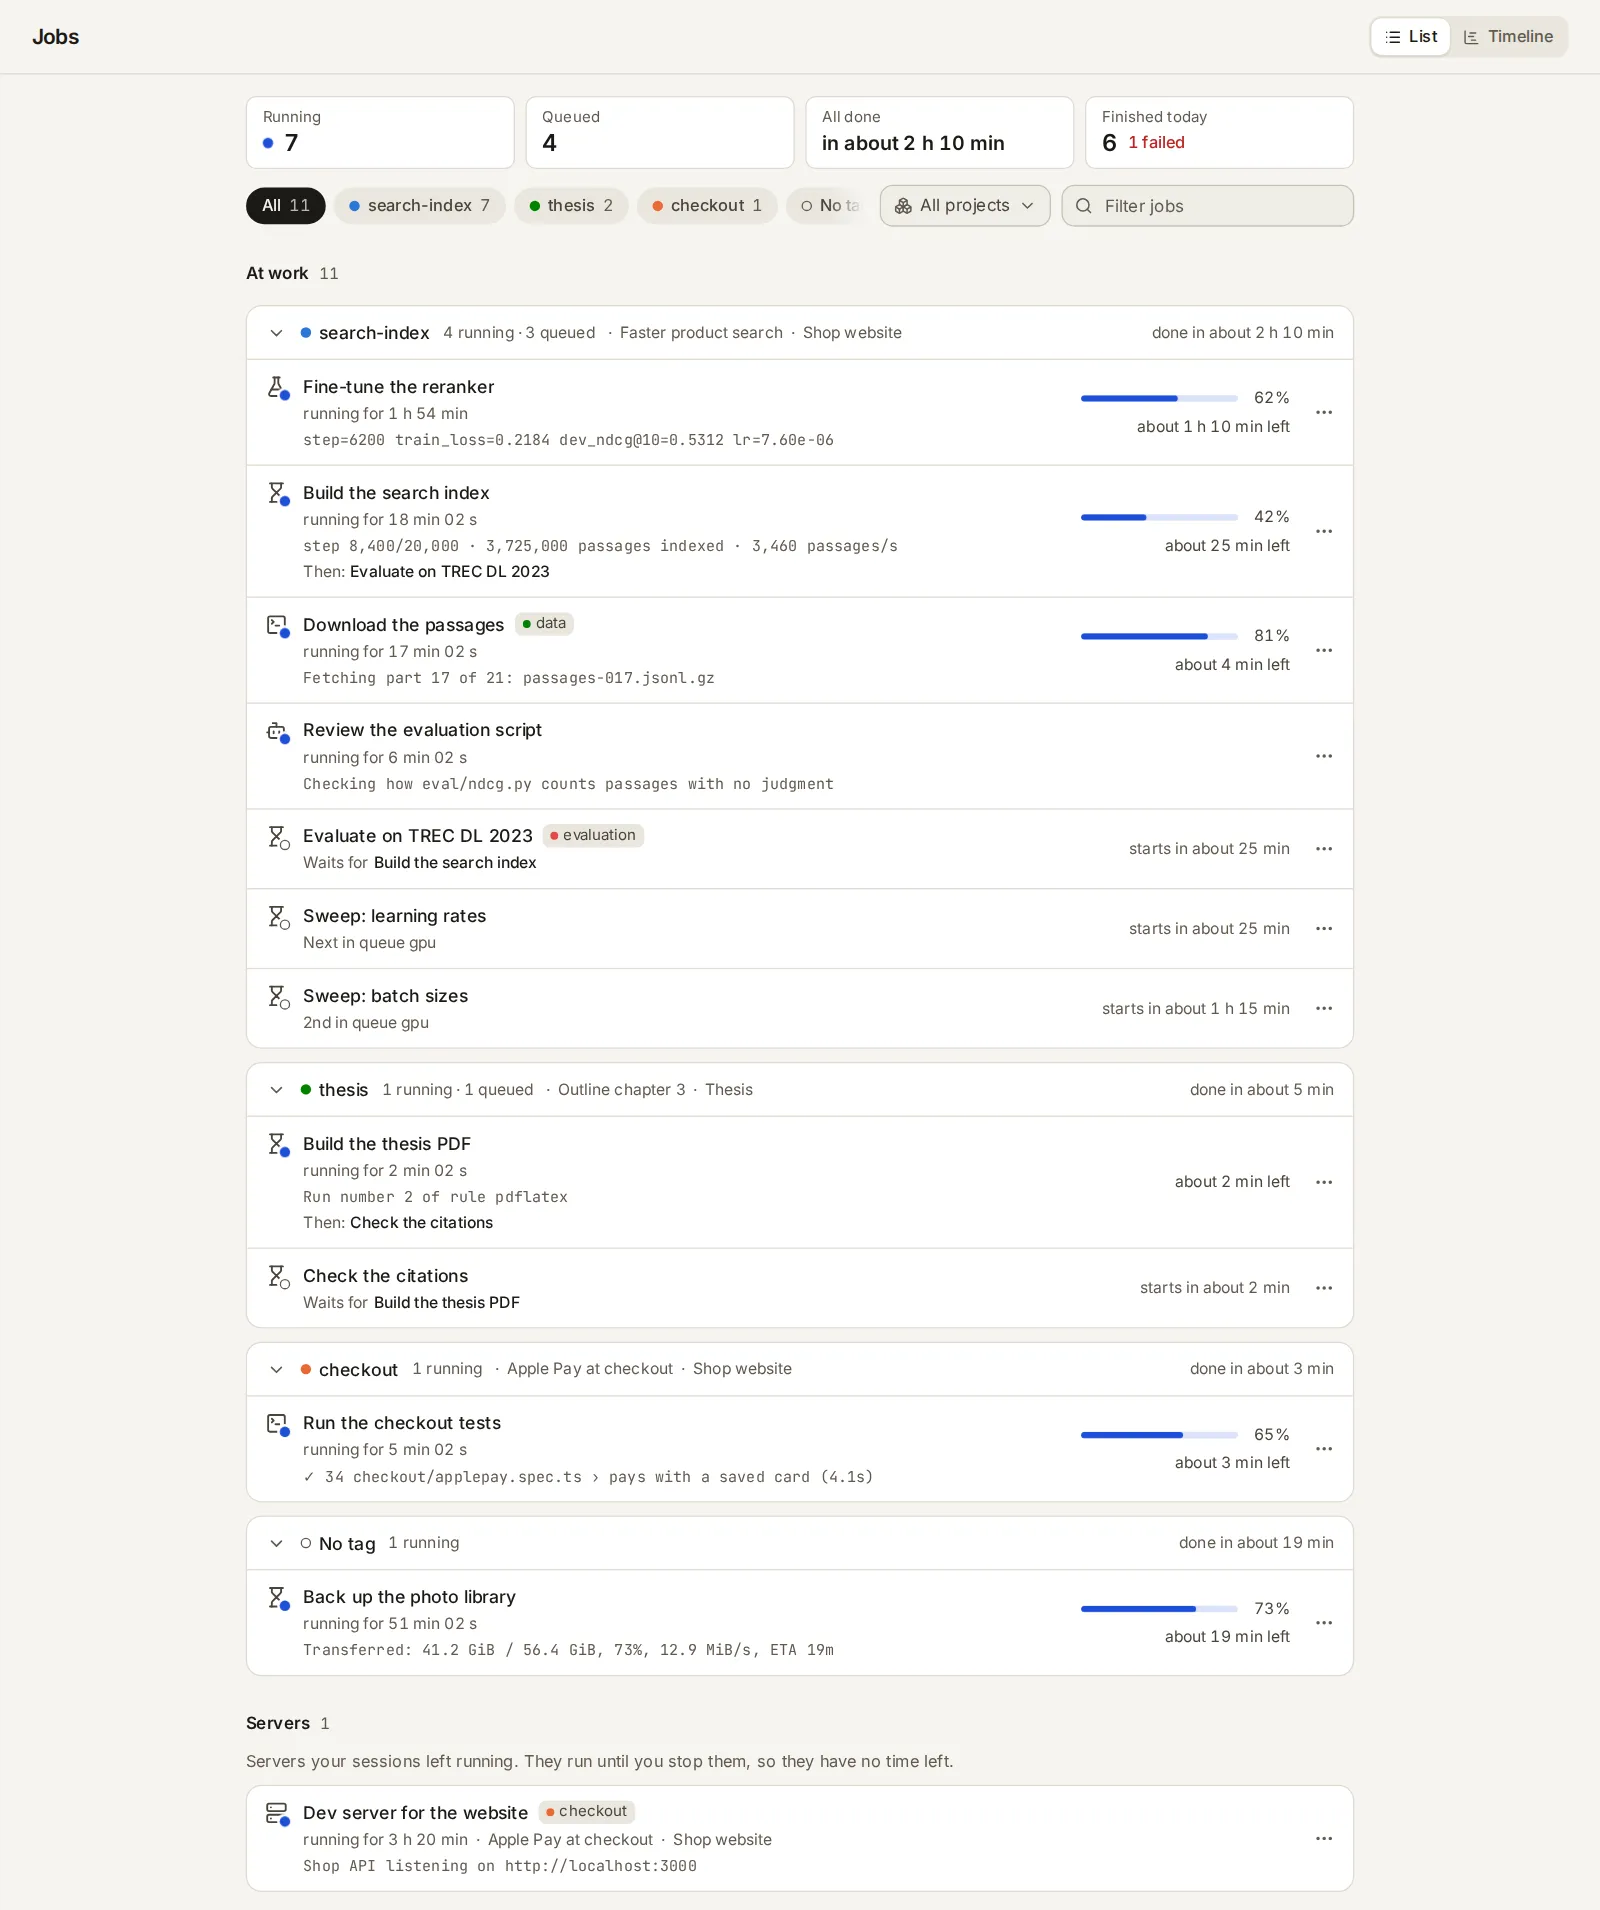 Jobs
List
Timeline
Running
7
Queued
4
All done
in about 2 h 10 min
Finished today
6 1 failed
All 11
search-index 7
thesis 2
checkout 1
No
All projects
Filter jobs
At work 11
search-index 4 running · 3 queued · Faster product search · Shop website
done in about 2 h 10 min
Fine-tune the reranker
running for 1 h 54 min
step=6200 train_loss=0.2184 dev_ndcg@10=0.5312 lr=7.60e-06
62%
about 1 h 10 min left
Build the search index
running for 18 min 02 s
step 8,400/20,000 · 3,725,000 passages indexed · 3,460 passages/s
Then: Evaluate on TREC DL 2023
42%
about 25 min left
Download the passages data
running for 17 min 02 s
Fetching part 17 of 21: passages-017.jsonl.gz
81%
about 4 min left
Review the evaluation script
running for 6 min 02 s
Checking how eval/ndcg.py counts passages with no judgment
Evaluate on TREC DL 2023 evaluation
Waits for Build the search index
starts in about 25 min
Sweep: learning rates
Next in queue gpu
starts in about 25 min
Sweep: batch sizes
2nd in queue gpu
starts in about 1 h 15 min
thesis 1 running · 1 queued · Outline chapter 3 · Thesis
done in about 5 min
Build the thesis PDF
running for 2 min 02 s
Run number 2 of rule pdflatex
Then: Check the citations
about 2 min left
Check the citations
Waits for Build the thesis PDF
starts in about 2 min
checkout 1 running · Apple Pay at checkout · Shop website
done in about 3 min
Run the checkout tests
running for 5 min 02 s
✓ 34 checkout/applepay.spec.ts › pays with a saved card (4.1s)
65%
about 3 min left
No tag 1 running
done in about 19 min
Back up the photo library
running for 51 min 02 s
Transferred: 41.2 GiB / 56.4 GiB, 73%, 12.9 MiB/s, ETA 19m
73%
about 19 min left
Servers 1
Servers your sessions left running. They run until you stop them, so they have no time left.
Dev server for the website checkout
running for 3 h 20 min · Apple Pay at checkout · Shop website
Shop API listening on http://localhost:3000